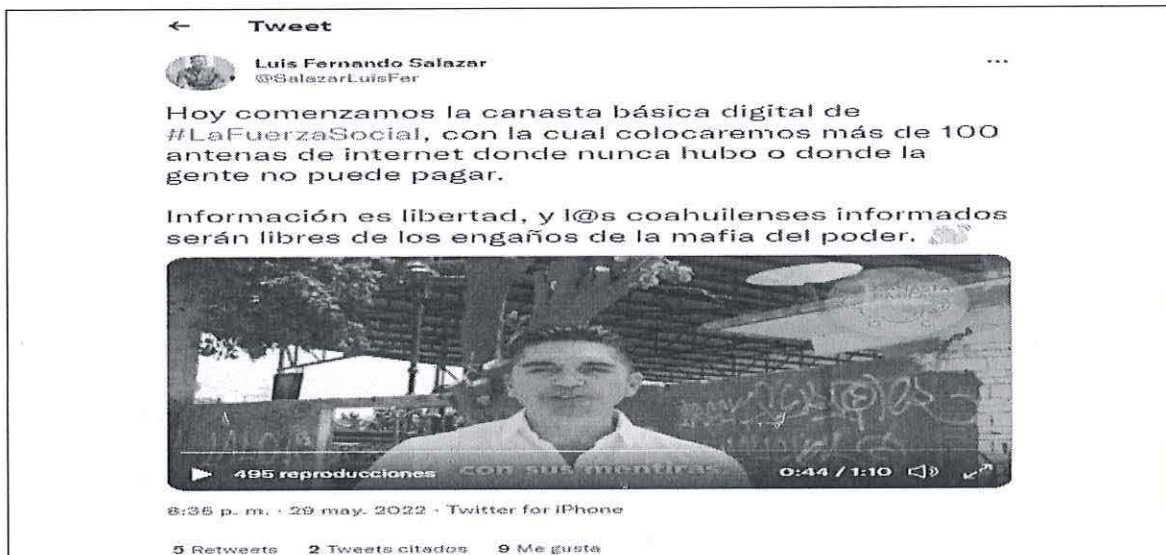 ← Tweet
Luis Fernando Salazar
@SalazarLuisFer
...
Hoy comenzamos la canasta básica digital de
#LaFuerzaSocial, con la cual colocaremos más de 100
antenas de internet donde nunca hubo o donde la
gente no puede pagar.
Información es libertad, y l@s coahuilenses informados
serán libres de los engaños de la mafia del poder.
CANASTA
495 reproducciones
con sus mentiras
0:44 / 1:10
8:36 p. m. · 29 may. 2022 · Twitter for iPhone
5 Retweets 2 Tweets citados 9 Me gusta